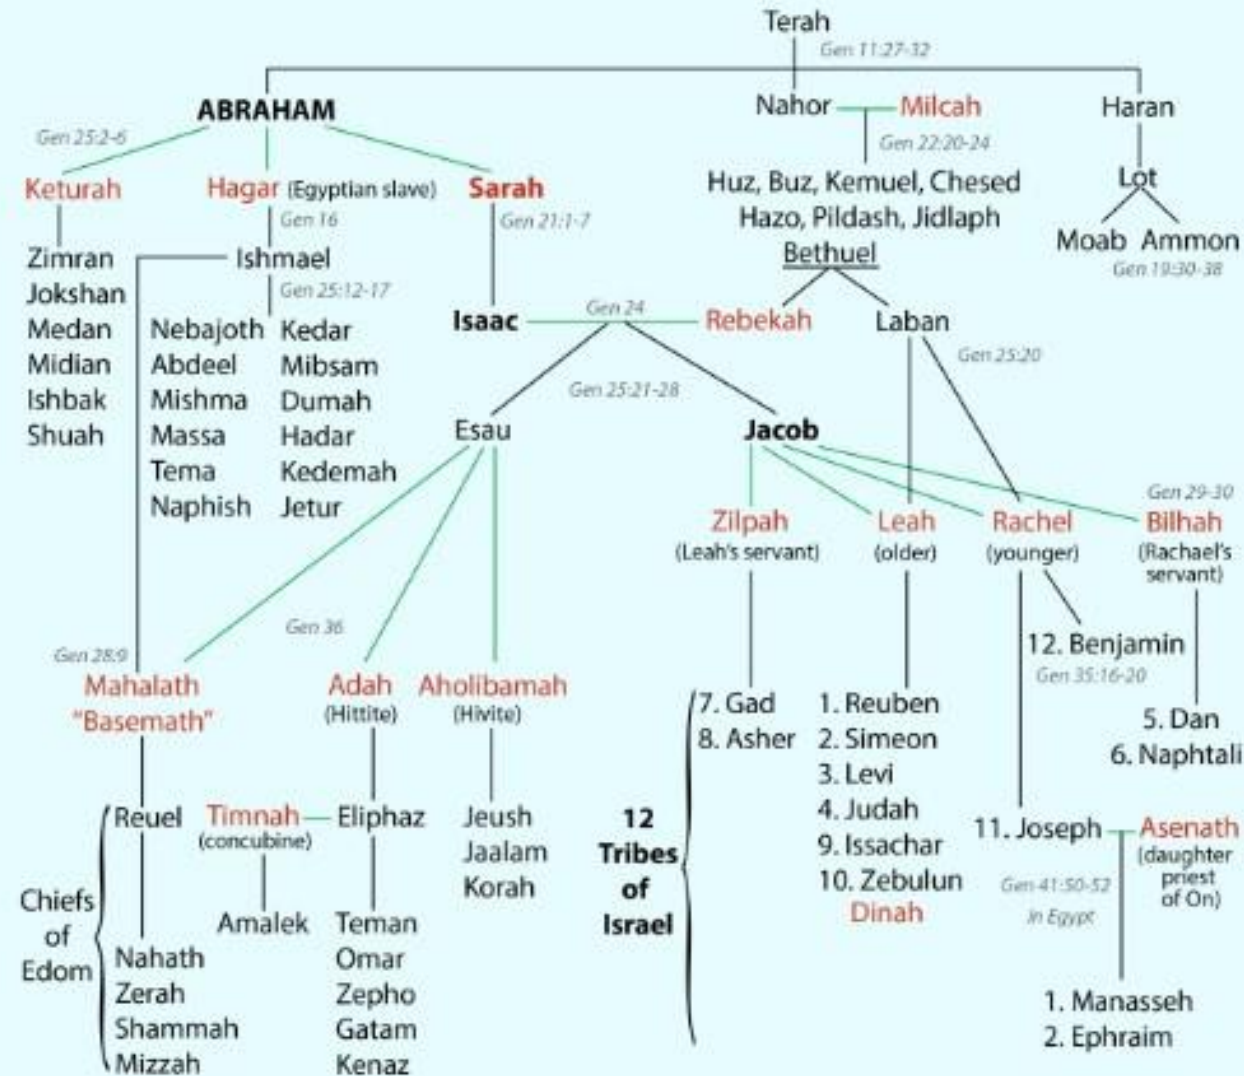 Terah
Gen 11:27-32
ABRAHAM
Nahor
Milcah
Haran
Gen 25:2-6
Gen 22:20-24
Keturah
Hagar (Egyptian slave)
Sarah
Huz, Buz, Kemuel, Chesed
Hazo, Pildash, Jidlaph
Bethuel
Lot
Gen 16
Gen 21:1-7
Moab Ammon
Gen 19:30-38
Zimran
Jokshan
Medan
Midian
Ishbak
Shuah
Ishmael
Gen 25:12-17
Nebajoth Kedar
Abdeel Mibsam
Mishma Dumah
Massa Hadar
Tema Kedemah
Naphish Jetur
Isaac
Gen 24
Rebekah
Laban
Gen 25:20
Gen 25:21-28
Esau
Jacob
Gen 29-30
Zilpah
(Leah's servant)
Leah
(older)
Rachel
(younger)
Bilhah
(Rachael's
servant)
Gen 36
Gen 28:9
Mahalath
"Basemath"
Adah
(Hittite)
Aholibamah
(Hivite)
12. Benjamin
Gen 35:16-20
7. Gad
8. Asher
1. Reuben
2. Simeon
3. Levi
4. Judah
9. Issachar
10. Zebulun
Dinah
5. Dan
6. Naphtali
Reuel
Timnah
(concubine)
Eliphaz
Jeush
Jaalam
Korah
12
Tribes
of
Israel
11. Joseph
Asenath
(daughter
priest
of On)
Gen 41:50-52
in Egypt
Chiefs
of
Edom
Amalek
Teman
Omar
Zepho
Gatam
Kenaz
Nahath
Zerah
Shammah
Mizzah
1. Manasseh
2. Ephraim